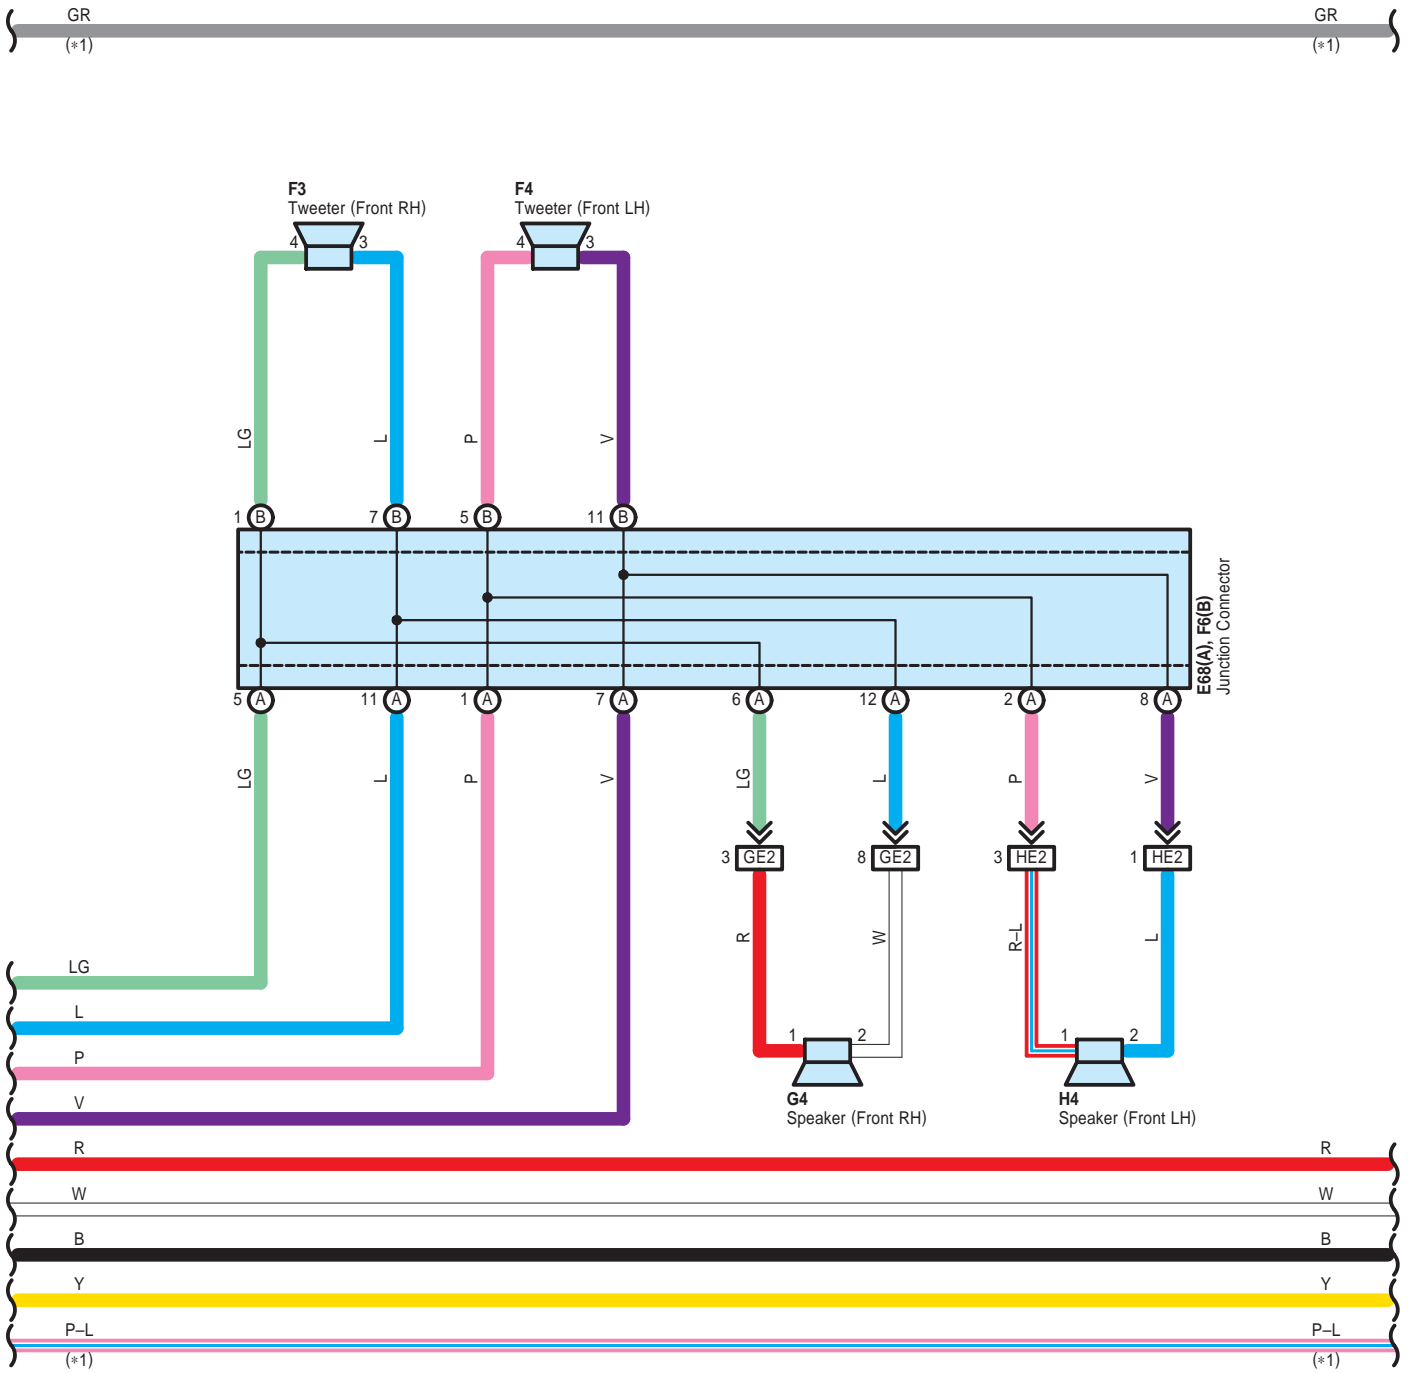 GR GR
(*1) (*1)
F3 F4
Tweeter (Front RH) Tweeter (Front LH)
4 3 4 3
LG L P V
1 B 7 B 5 B 11 B
E68(A), F6(B)
Junction Connector
5 A 11 A 1 A 7 A 6 A 12 A 2 A 8 A
LG L P V LG L P V
3 GE2 8 GE2 3 HE2 1 HE2
R W R–L L
LG
L
1 2 1 2
P
G4 H4
V
Speaker (Front RH) Speaker (Front LH)
R R
W W
B B
Y Y
P–L P–L
(*1) (*1)